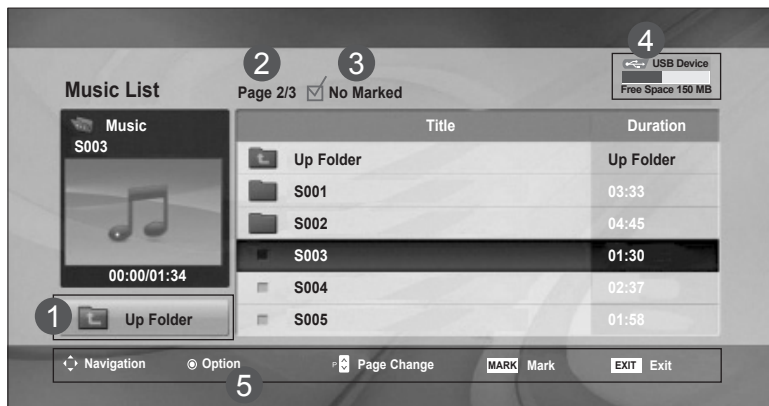 4
USB Device
Free Space 150 MB
2
3
Music List
Page 2/3
No Marked
Music
S003
00:00/01:34
1
Up Folder
Title Duration
Up Folder Up Folder
S001 03:33
S002 04:45
S003 01:30
S004 02:37
S005 01:58
Navigation Option P Page Change MARK Mark EXIT Exit
5